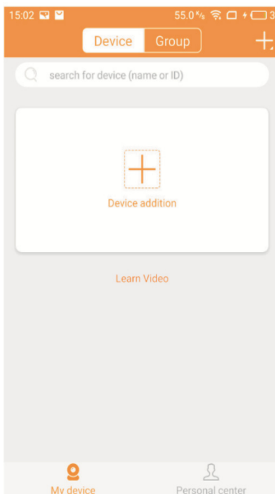 15:02 55.0 % 3
Device Group
search for device (name or ID)
Device addition
Learn Video
My device Personal center